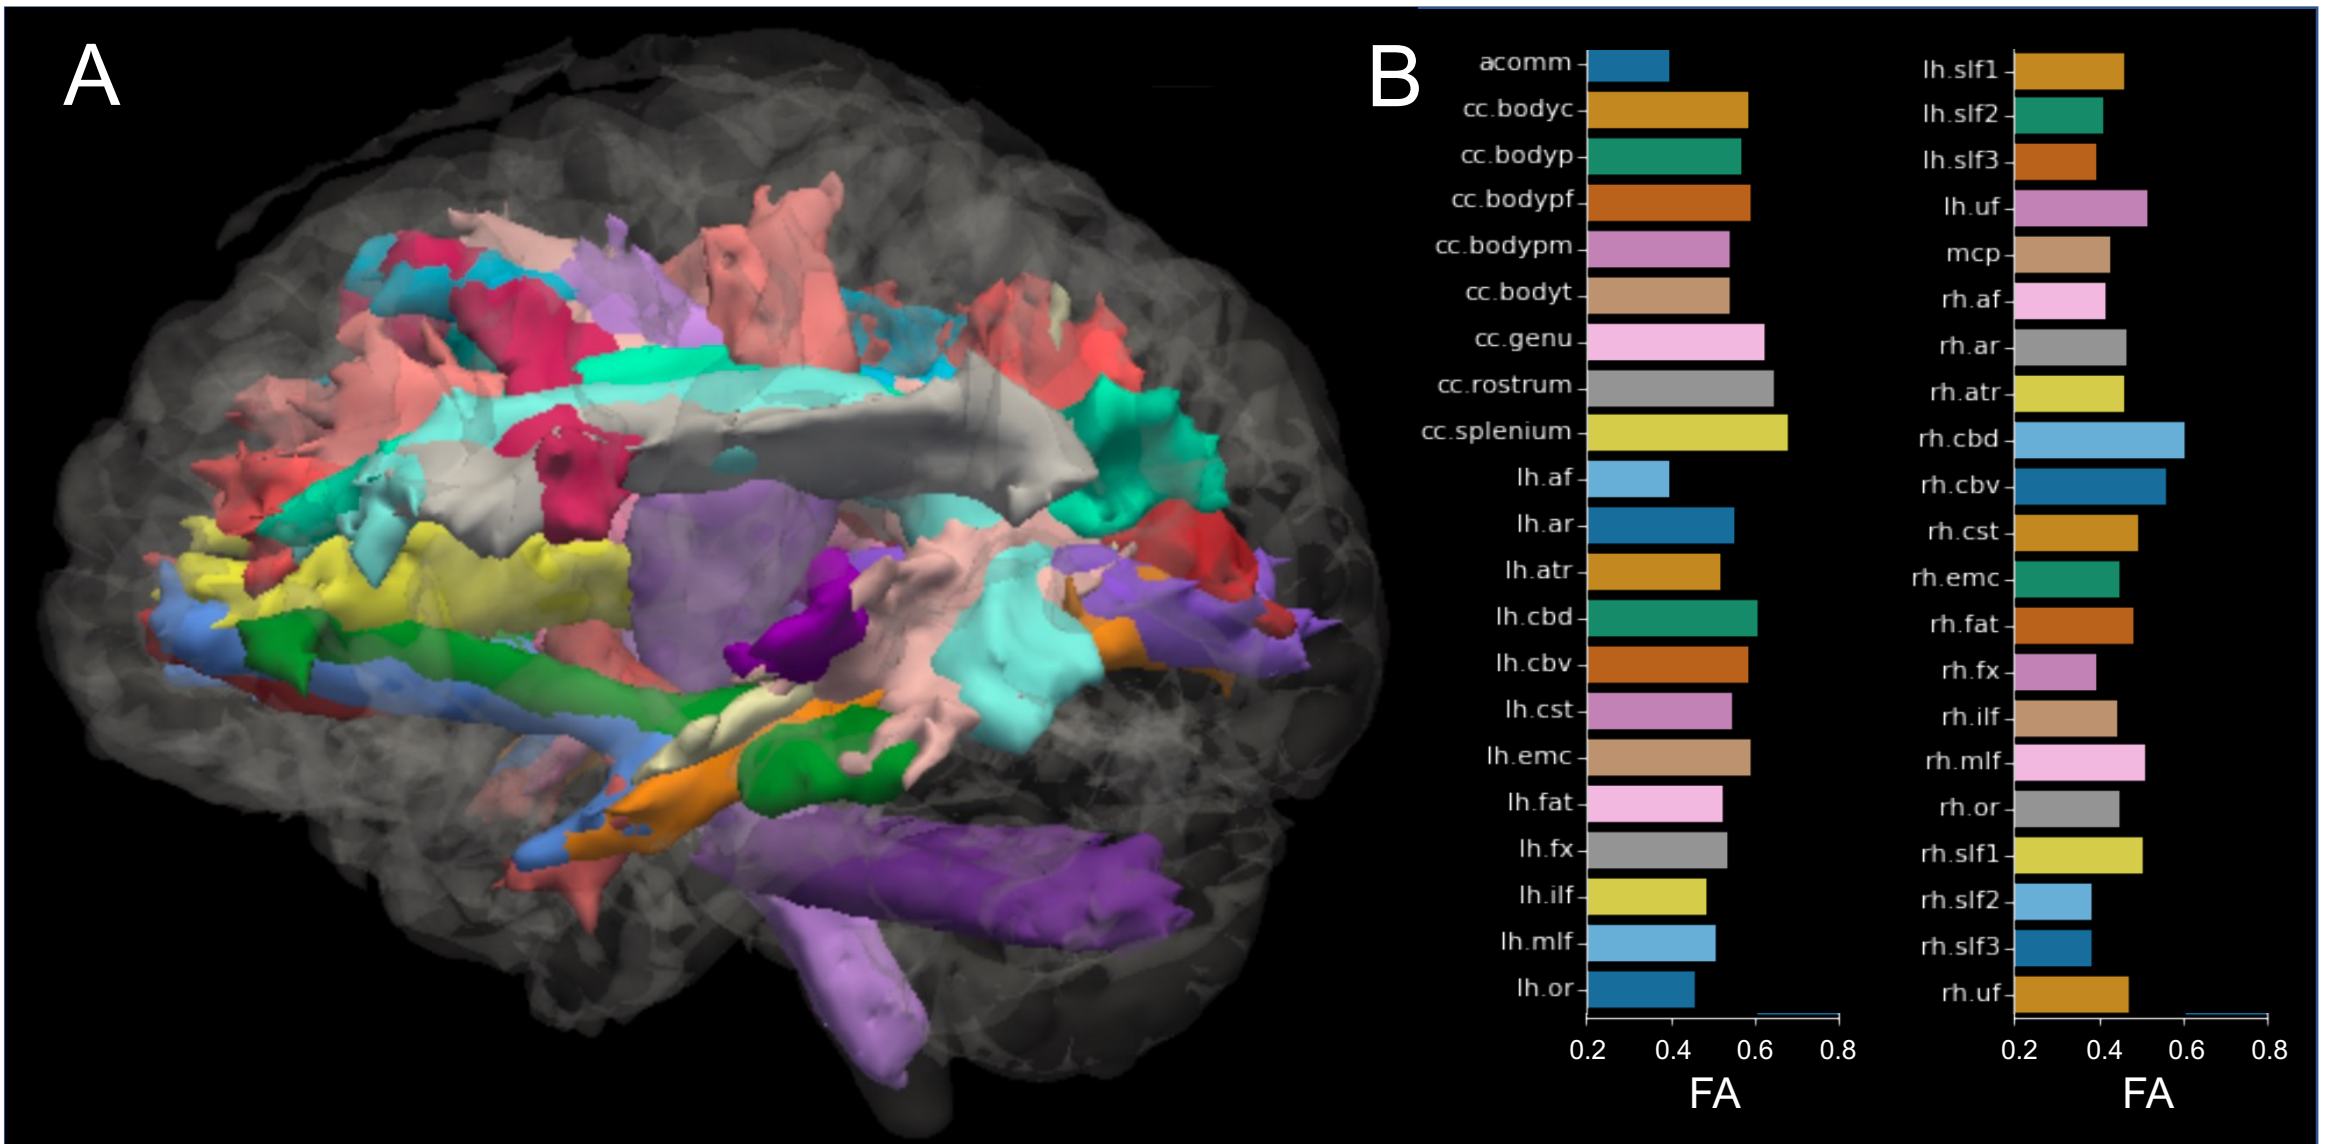 A
B
acomm
cc.bodyc
cc.bodyp
cc.bodypf
cc.bodypm
cc.bodyt
cc.genu
cc.rostrum
cc.splenium
lh.af
lh.ar
lh.atr
lh.cbd
lh.cbv
lh.cst
lh.emc
lh.fat
lh.fx
lh.ilf
lh.mlf
lh.or
0.2 0.4 0.6 0.8
FA
lh.slf1
lh.slf2
lh.slf3
lh.uf
mcp
rh.af
rh.ar
rh.atr
rh.cbd
rh.cbv
rh.cst
rh.emc
rh.fat
rh.fx
rh.ilf
rh.mlf
rh.or
rh.slf1
rh.slf2
rh.slf3
rh.uf
0.2 0.4 0.6 0.8
FA